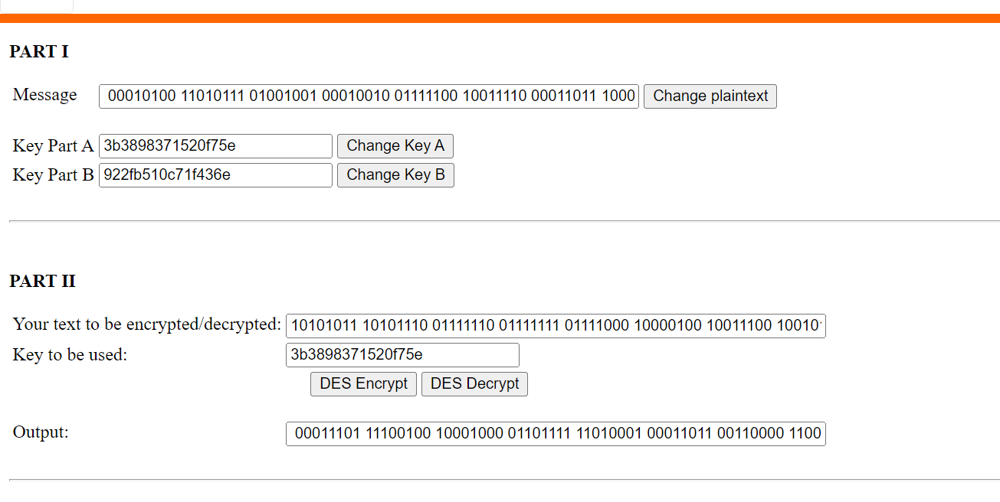 PART I
Message 00010100 11010111 01001001 00010010 01111100 10011110 00011011 1000 Change plaintext
Key Part A 3b3898371520f75e Change Key A
Key Part B 922fb510c71f436e Change Key B
PART II
Your text to be encrypted/decrypted: 10101011 10101110 01111110 01111111 01111000 10000100 10011100 10010
Key to be used: 3b3898371520f75e
DES Encrypt DES Decrypt
Output: 00011101 11100100 10001000 01101111 11010001 00011011 00110000 1100